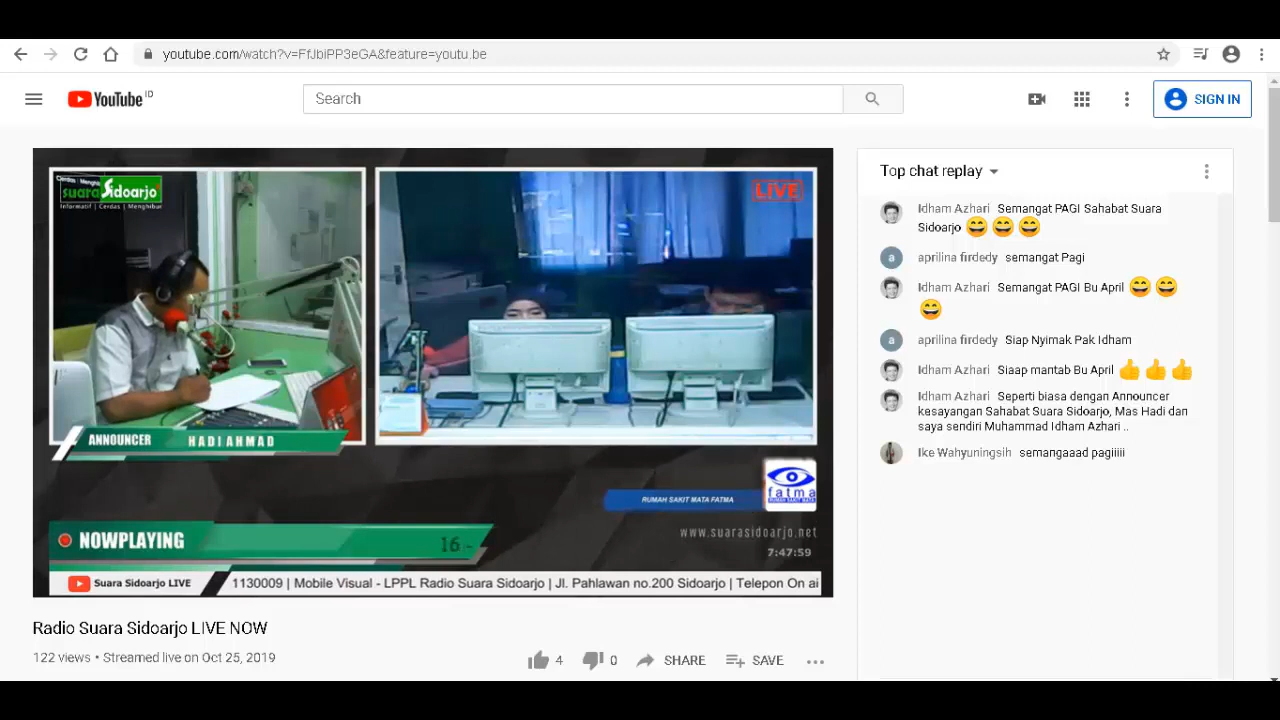 youtube.com/watch?v=FfJbiPP3eGA&feature=youtu.be
YouTube ID
Search
SIGN IN
Cerdas | Menghi
suara Sidoarjo
Informatif | Cerdas | Menghibur
LIVE
ANNOUNCER HADI AHMAD
RUMAH SAKIT MATA FATMA
fatma
RUMAH SAKIT MATA
www.suarasidoarjo.net
NOWPLAYING 16 -
7:47:59
Suara Sidoarjo LIVE 1130009 | Mobile Visual - LPPL Radio Suara Sidoarjo | Jl. Pahlawan no.200 Sidoarjo | Telepon On ai
Radio Suara Sidoarjo LIVE NOW
122 views • Streamed live on Oct 25, 2019
4 0 SHARE SAVE
Top chat replay
Idham Azhari Semangat PAGI Sahabat Suara
Sidoarjo 😄😄😄
a aprilina firdedy semangat Pagi
Idham Azhari Semangat PAGI Bu April 😄😄
😄
a aprilina firdedy Siap Nyimak Pak Idham
Idham Azhari Siaap mantab Bu April 👍👍👍
Idham Azhari Seperti biasa dengan Announcer
kesayangan Sahabat Suara Sidoarjo, Mas Hadi dan
saya sendiri Muhammad Idham Azhari ..
Ike Wahyuningsih semangaaad pagiiiii